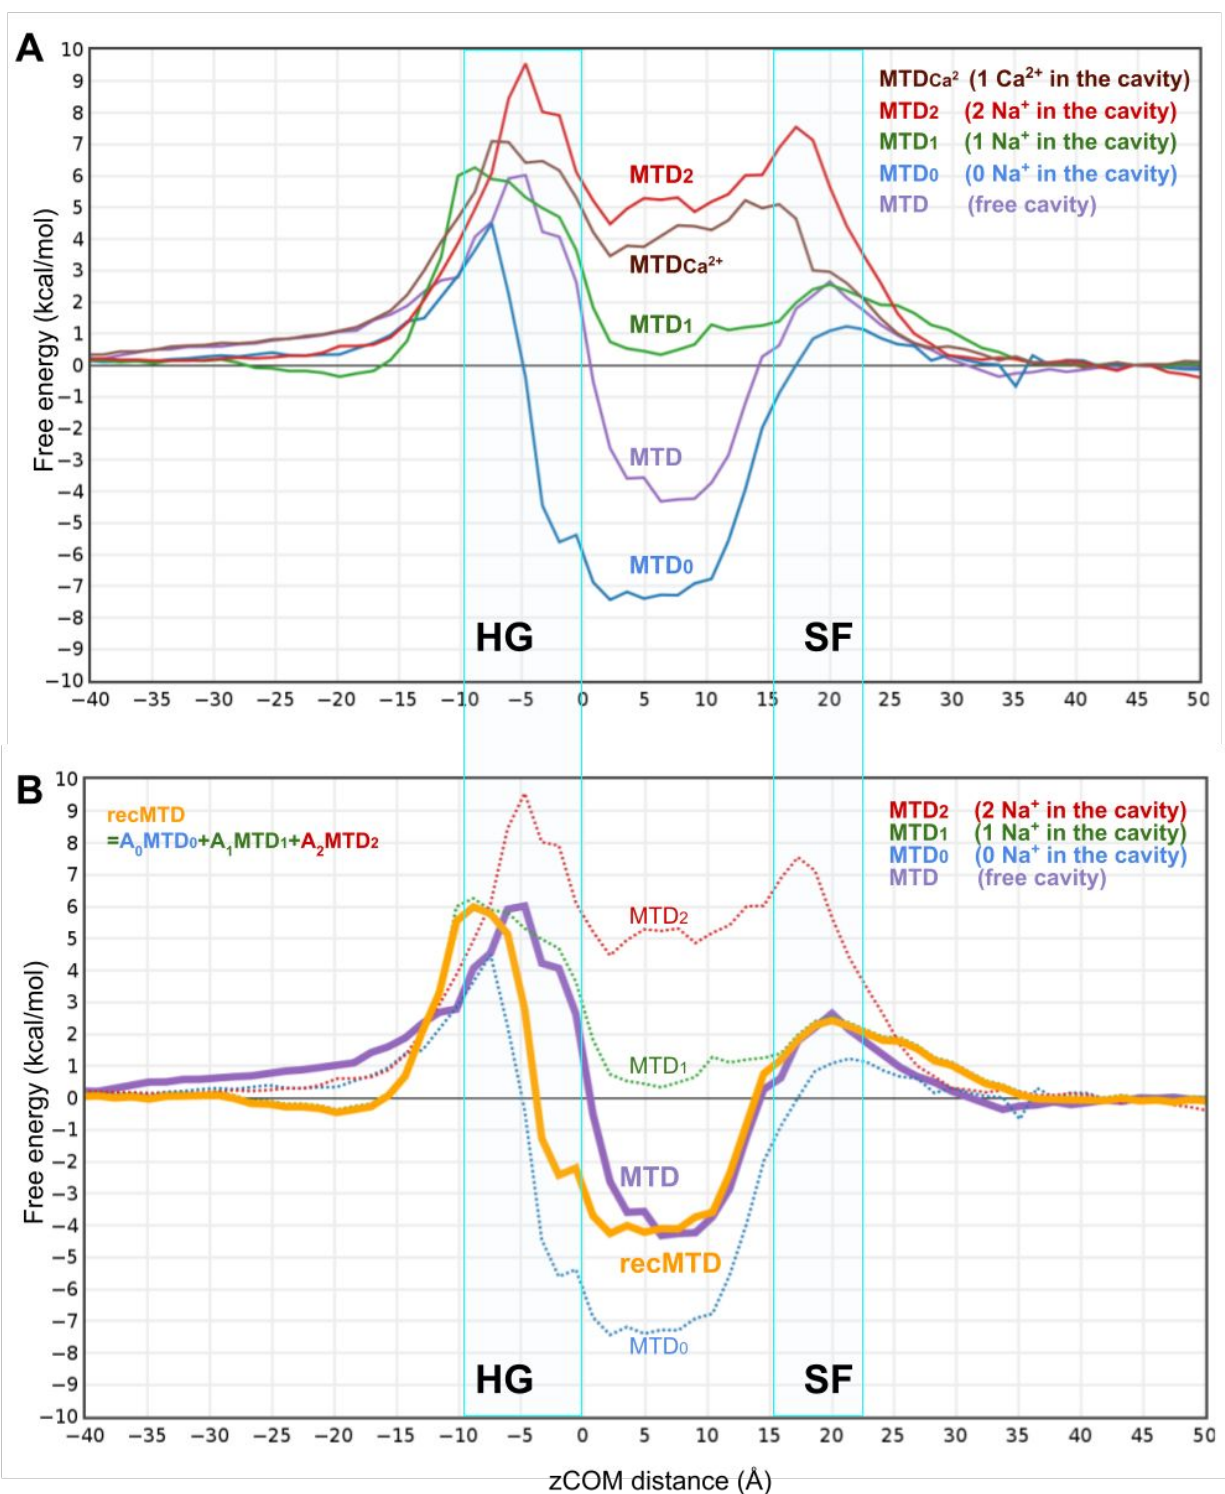 A
10
9
8
7
6
5
4
3
2
1
0
−1
−2
−3
−4
−5
−6
−7
−8
−9
−10
Free energy (kcal/mol)
MTDCa² (1 Ca²⁺ in the cavity)
MTD2 (2 Na⁺ in the cavity)
MTD1 (1 Na⁺ in the cavity)
MTD0 (0 Na⁺ in the cavity)
MTD (free cavity)
MTD2
MTDCa²⁺
MTD1
MTD
MTD0
HG SF
−40 −35 −30 −25 −20 −15 −10 −5 0 5 10 15 20 25 30 35 40 45 50
B
10
9
8
7
6
5
4
3
2
1
0
−1
−2
−3
−4
−5
−6
−7
−8
−9
−10
Free energy (kcal/mol)
recMTD
=A₀MTD0+A₁MTD1+A₂MTD2
MTD2 (2 Na⁺ in the cavity)
MTD1 (1 Na⁺ in the cavity)
MTD0 (0 Na⁺ in the cavity)
MTD (free cavity)
MTD2
MTD1
MTD
recMTD
MTD0
HG SF
−40 −35 −30 −25 −20 −15 −10 −5 0 5 10 15 20 25 30 35 40 45 50
zCOM distance (Å)